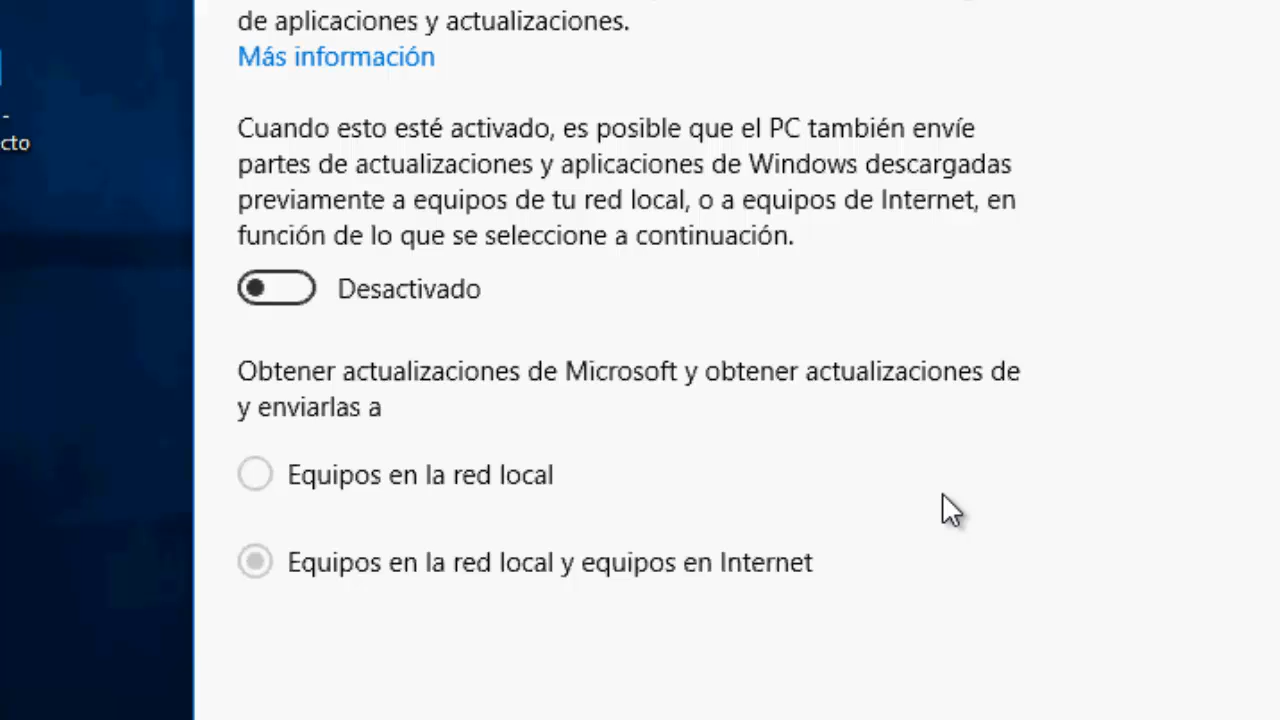 de aplicaciones y actualizaciones.
Más información
Cuando esto esté activado, es posible que el PC también envíe
partes de actualizaciones y aplicaciones de Windows descargadas
previamente a equipos de tu red local, o a equipos de Internet, en
función de lo que se seleccione a continuación.
Desactivado
Obtener actualizaciones de Microsoft y obtener actualizaciones de
y enviarlas a
Equipos en la red local
Equipos en la red local y equipos en Internet
-
cto